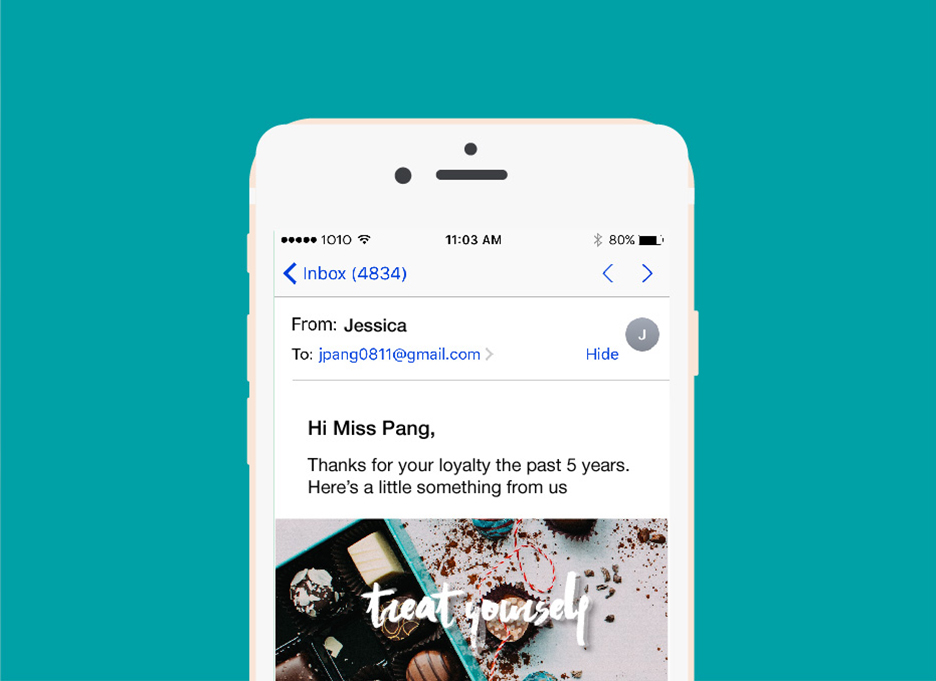 1010 11:03 AM 80%
Inbox (4834)
From: Jessica
J
To: jpang0811@gmail.com Hide
Hi Miss Pang,
Thanks for your loyalty the past 5 years.
Here's a little something from us
treat yourself